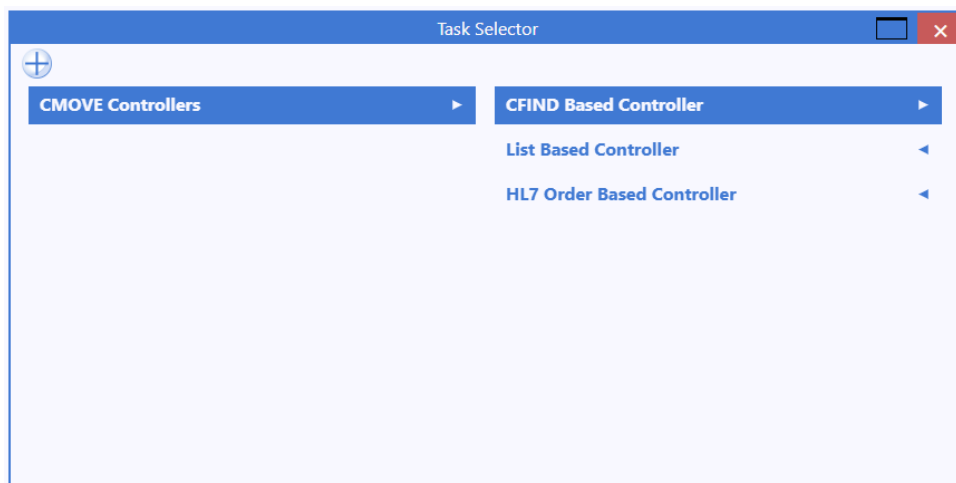 Task Selector
CMOVE Controllers
CFIND Based Controller
List Based Controller
HL7 Order Based Controller